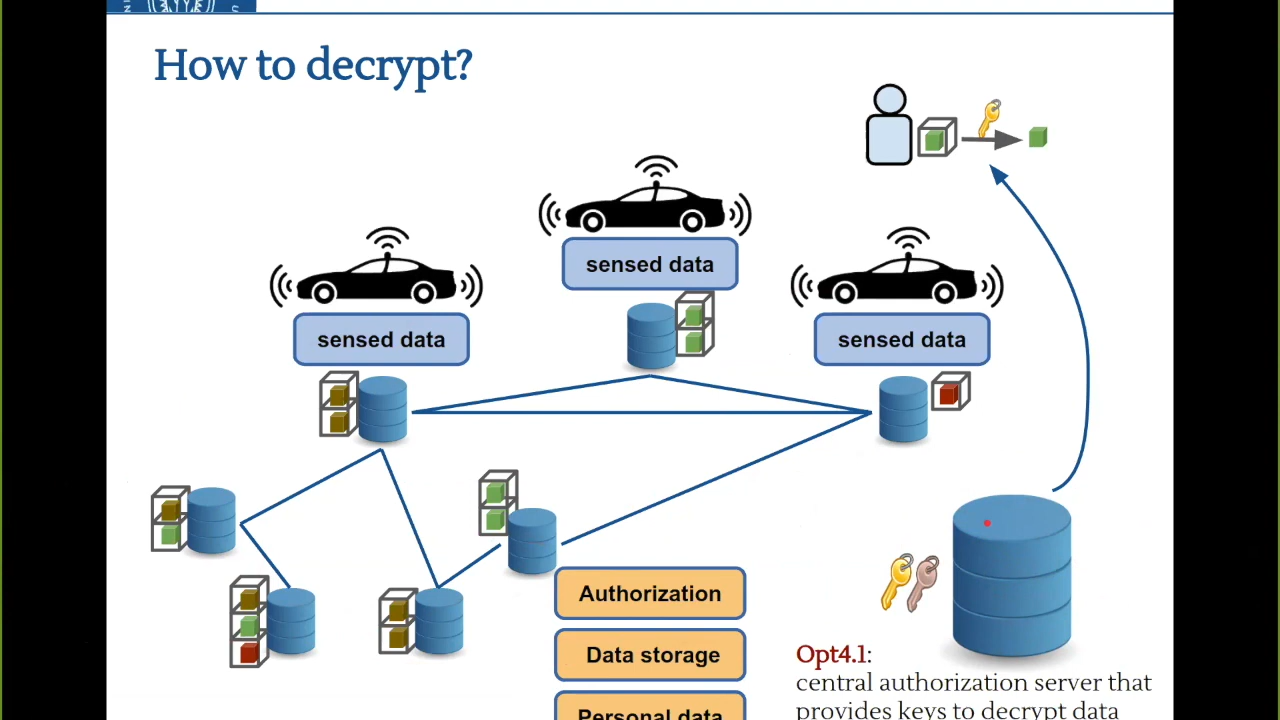 How to decrypt?
sensed data
sensed data
sensed data
Authorization
Data storage
Personal data
Opt4.1:
central authorization server that
provides keys to decrypt data